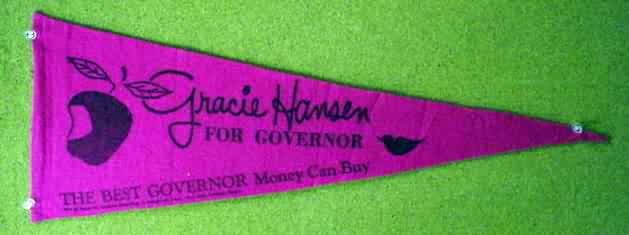 Gracie Hansen
FOR GOVERNOR
THE BEST GOVERNOR Money Can Buy